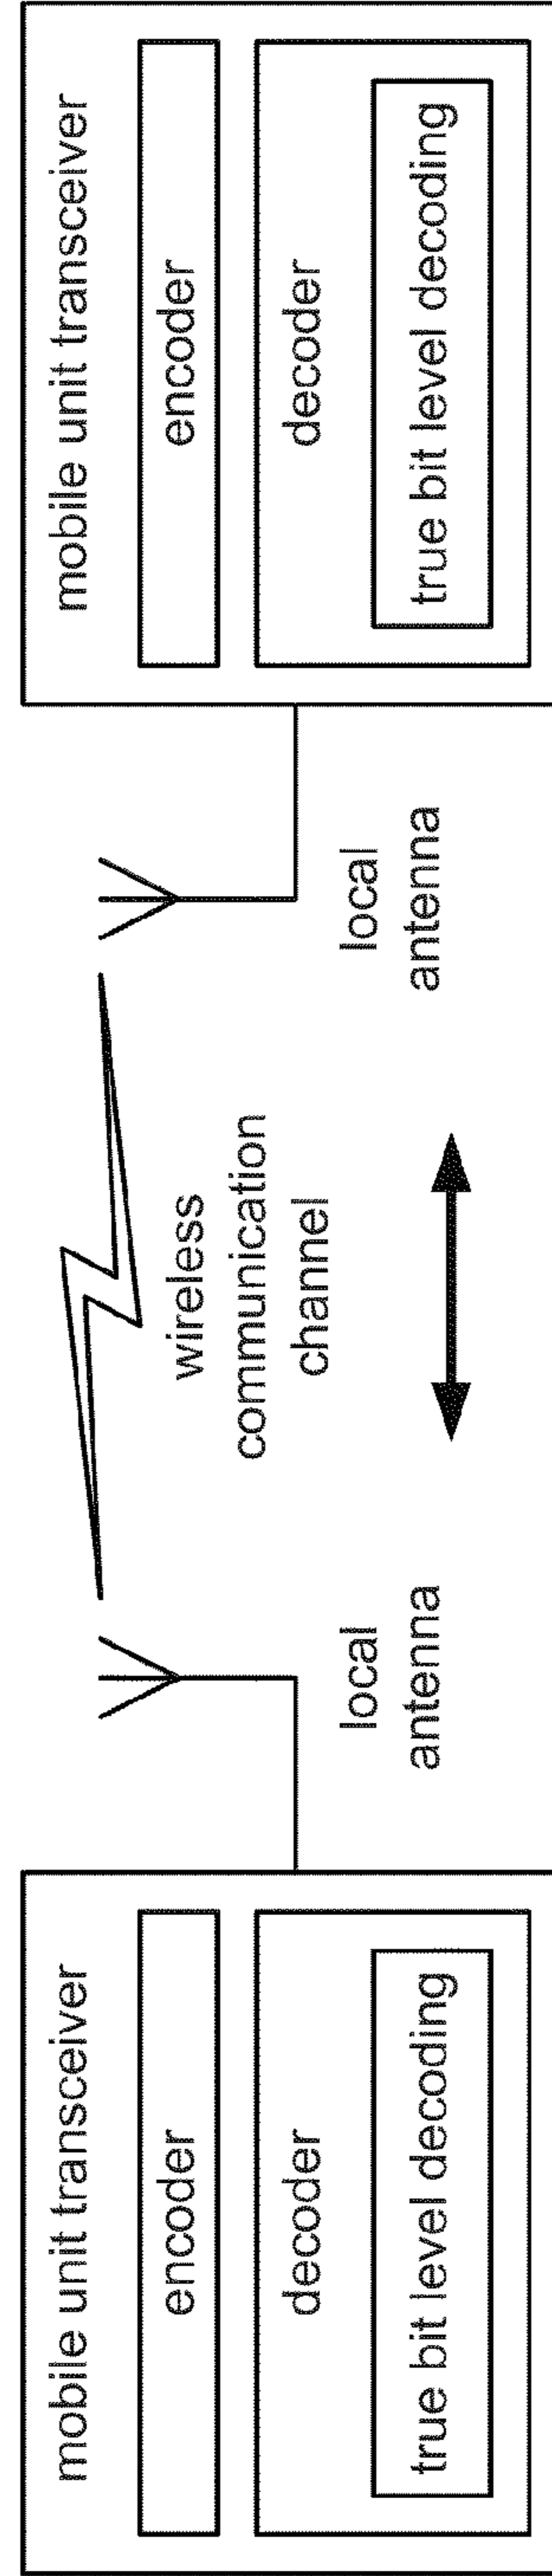 mobile unit transceiver
encoder
decoder
true bit level decoding
local
antenna
wireless
communication
channel
local
antenna
mobile unit transceiver
encoder
decoder
true bit level decoding